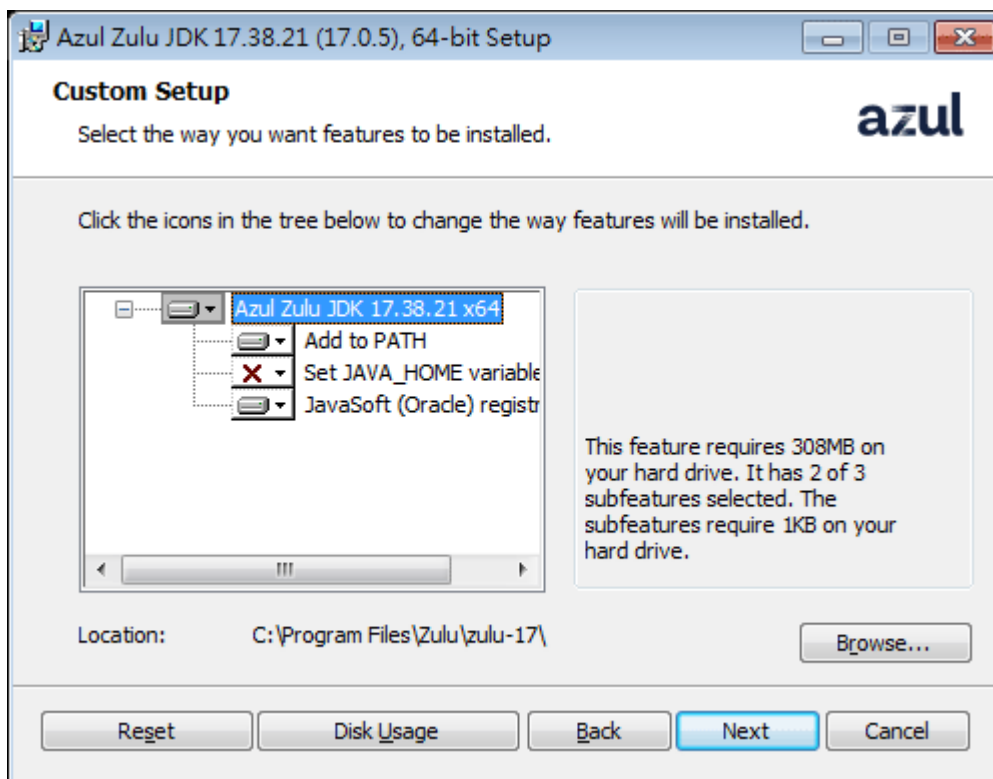 Azul Zulu JDK 17.38.21 (17.0.5), 64-bit Setup
Custom Setup
Select the way you want features to be installed.
azul
Click the icons in the tree below to change the way features will be installed.
Azul Zulu JDK 17.38.21 x64
Add to PATH
Set JAVA_HOME variable
JavaSoft (Oracle) registr
This feature requires 308MB on
your hard drive. It has 2 of 3
subfeatures selected. The
subfeatures require 1KB on your
hard drive.
Location: C:\Program Files\Zulu\zulu-17\
Browse...
Reset Disk Usage Back Next Cancel